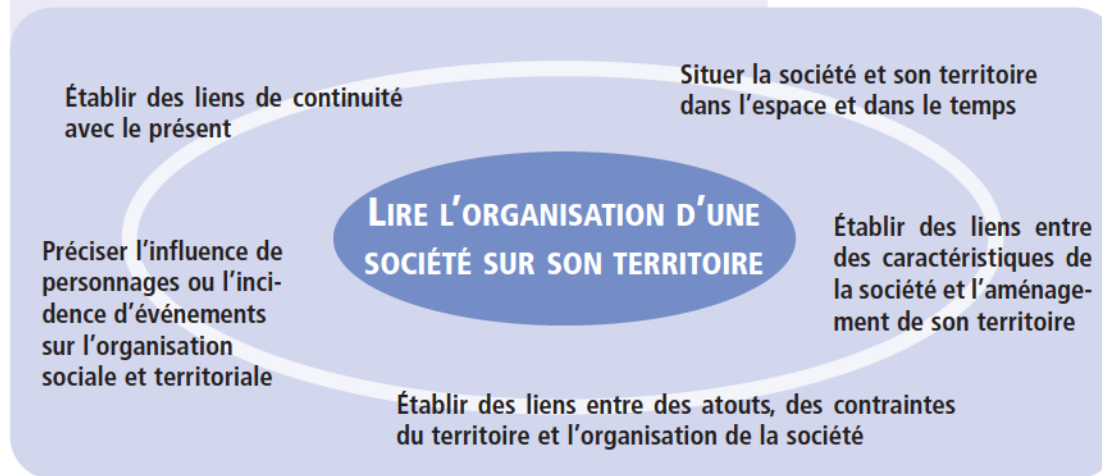 Établir des liens de continuité
avec le présent
Situer la société et son territoire
dans l'espace et dans le temps
LIRE L'ORGANISATION D'UNE
SOCIÉTÉ SUR SON TERRITOIRE
Établir des liens entre
des caractéristiques de
la société et l'aménage-
ment de son territoire
Préciser l'influence de
personnages ou l'inci-
dence d'événements
sur l'organisation
sociale et territoriale
Établir des liens entre des atouts, des contraintes
du territoire et l'organisation de la société